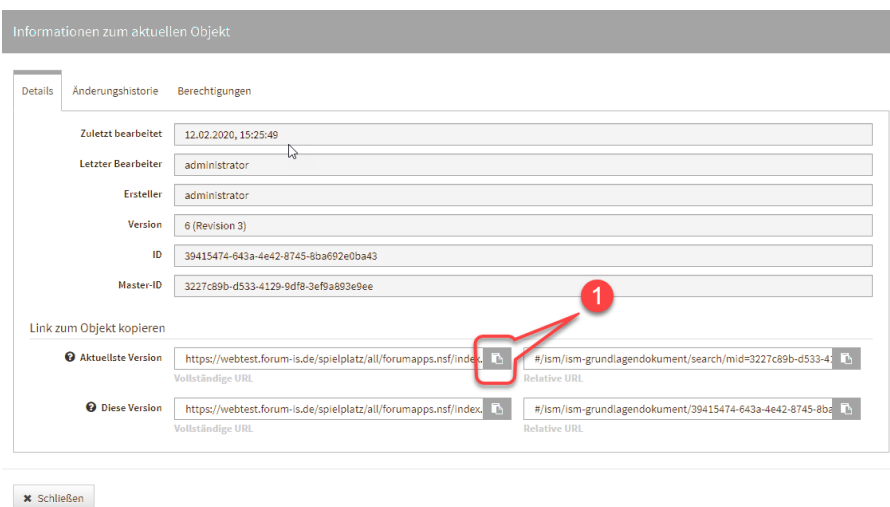 Informationen zum aktuellen Objekt
Details Änderungshistorie Berechtigungen
Zuletzt bearbeitet 12.02.2020, 15:25:49
Letzter Bearbeiter administrator
Ersteller administrator
Version 6 (Revision 3)
ID 39415474-643a-4e42-8745-8ba692e0ba43
Master-ID 3227c89b-d533-4129-9df8-3ef9a893e9ee
1
Link zum Objekt kopieren
Aktuellste Version https://webtest.forum-is.de/spielplatz/all/forumapps.nsf/index. #/ism/ism-grundlagendokument/search/mid=3227c89b-d533-41
Vollständige URL Relative URL
Diese Version https://webtest.forum-is.de/spielplatz/all/forumapps.nsf/index. #/ism/ism-grundlagendokument/39415474-643a-4e42-8745-8ba
Vollständige URL Relative URL
Schließen